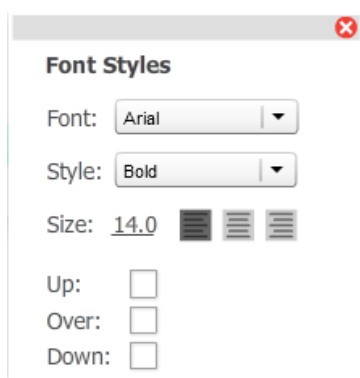 Font Styles
Font: Arial
Style: Bold
Size: 14.0
Up:
Over:
Down: